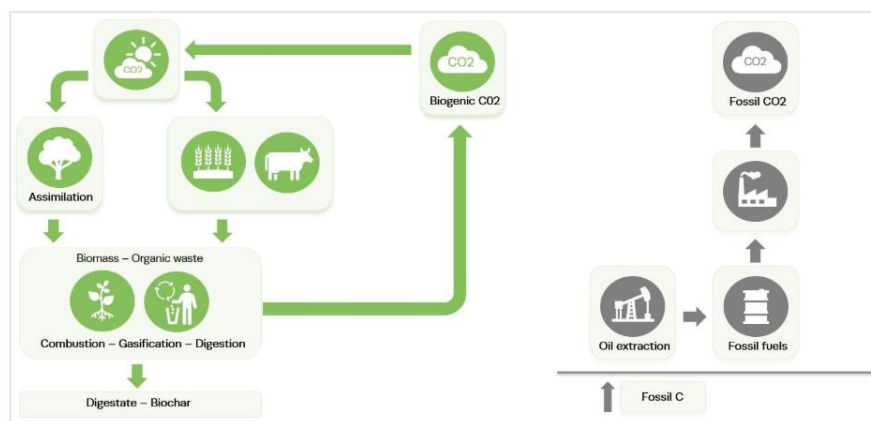 CO2
CO2
Biogenic C02
CO2
Fossil CO2
Assimilation
Biomass – Organic waste
Combustion – Gasification – Digestion
Oil extraction
Fossil fuels
Digestate – Biochar
Fossil C